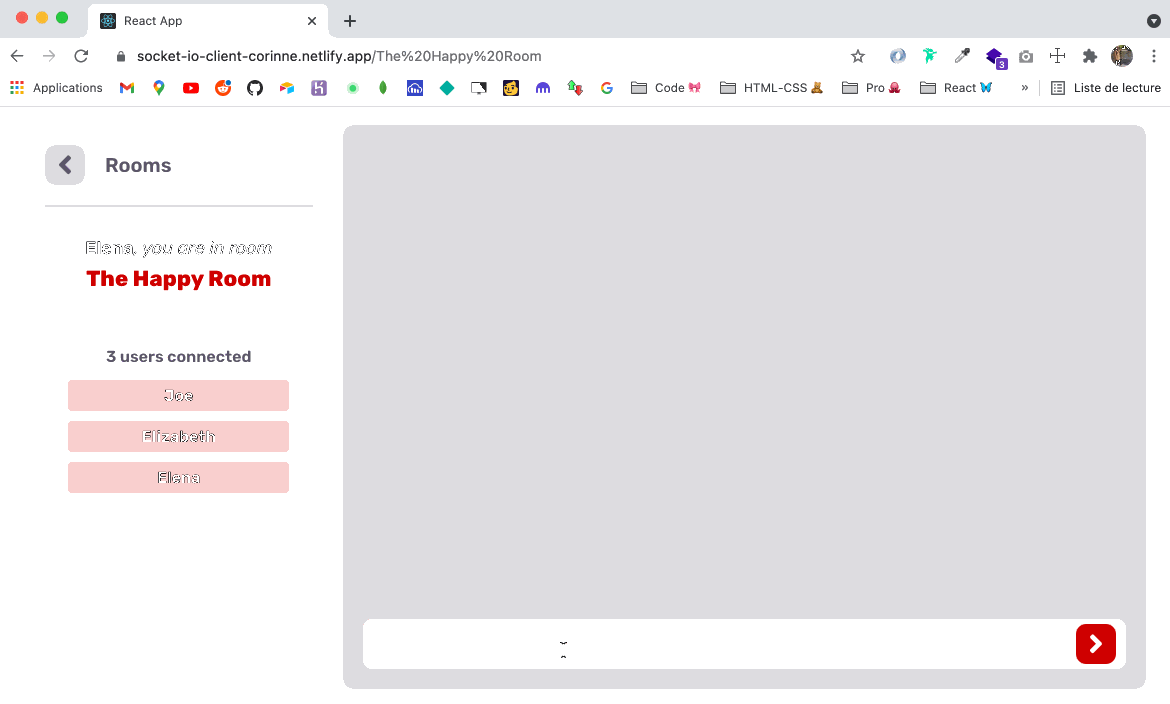 React App
socket-io-client-corinne.netlify.app/The%20Happy%20Room
3
Applications
Code
HTML-CSS
Pro
React
»
Liste de lecture
Rooms
Elena, you are in room
The Happy Room
3 users connected
Joe
Elizabeth
Elena